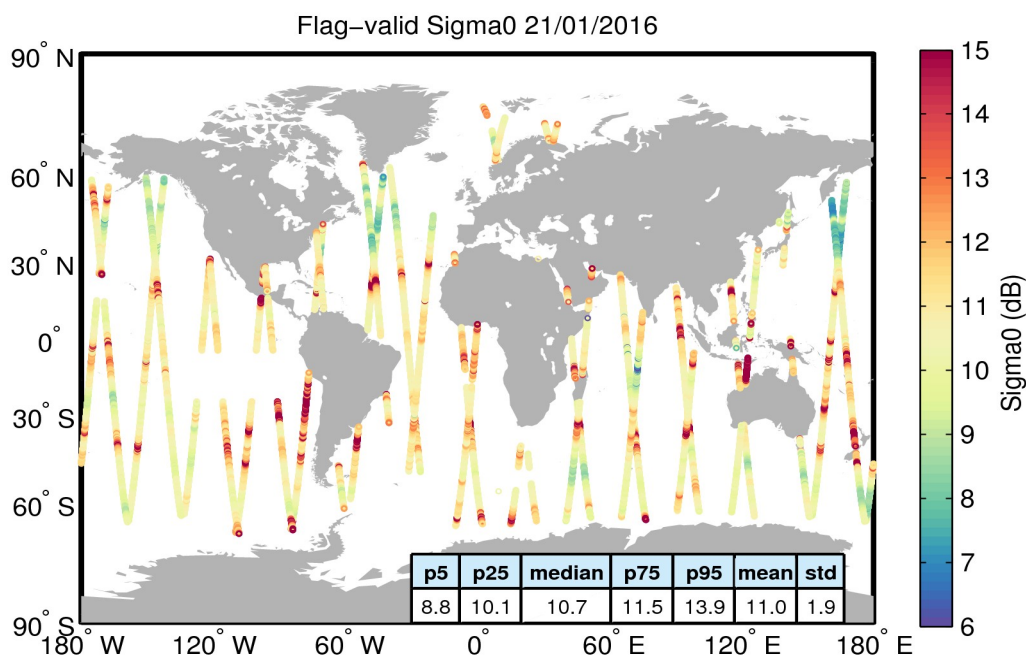 Flag–valid Sigma0 21/01/2016
90° N
60° N
30° N
0°
30° S
60° S
90° S
180° W
120° W
60° W
0°
60° E
120° E
180° E
15
14
13
12
11
10
9
8
7
6
Sigma0 (dB)
p5 p25 median p75 p95 mean std
8.8 10.1 10.7 11.5 13.9 11.0 1.9